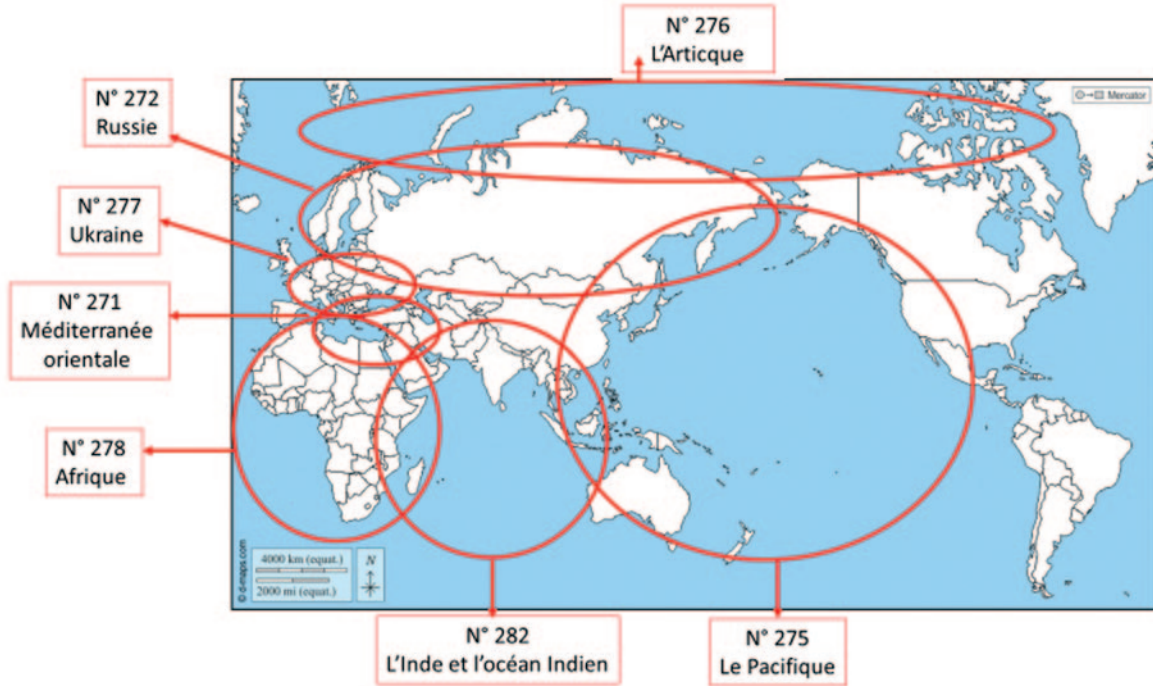 N° 276
L’Articque
N° 272
Russie
N° 277
Ukraine
N° 271
Méditerranée
orientale
N° 278
Afrique
Mercator
4000 km (equat.)
2000 mi (equat.)
N
© d-maps.com
N° 282
L’Inde et l’océan Indien
N° 275
Le Pacifique